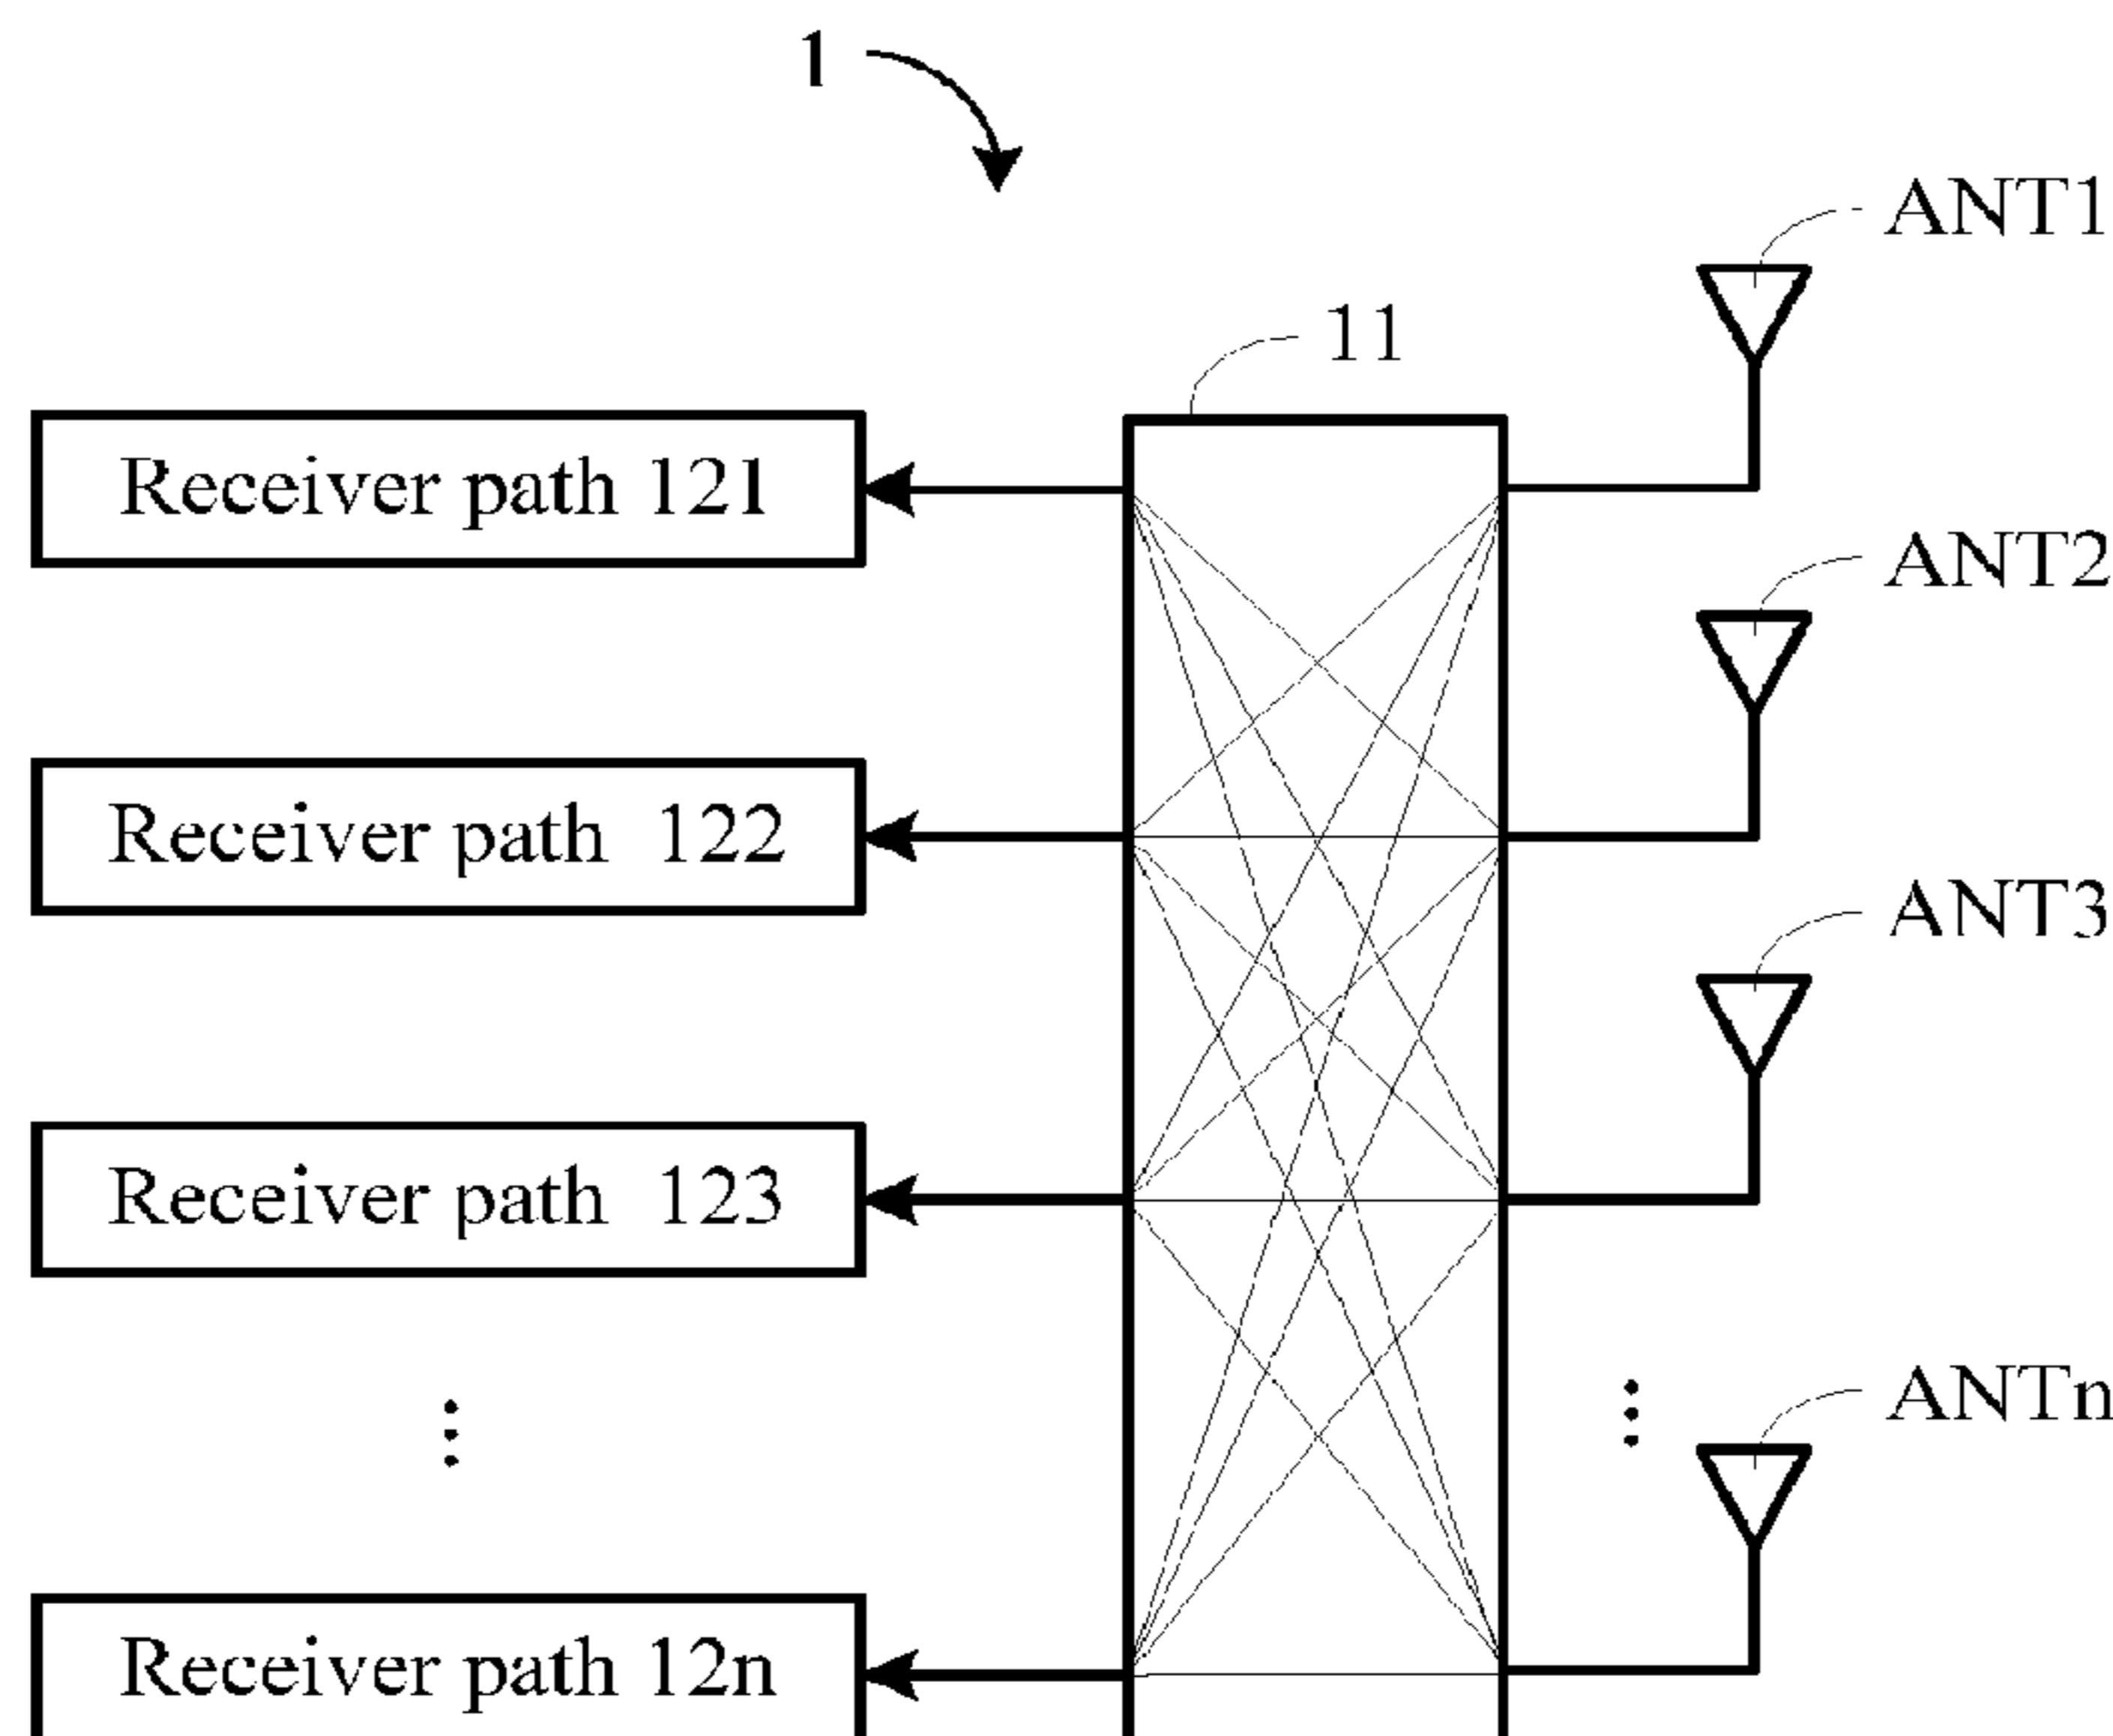 1
ANT1
11
Receiver path 121
ANT2
Receiver path 122
ANT3
Receiver path 123
ANTn
Receiver path 12n